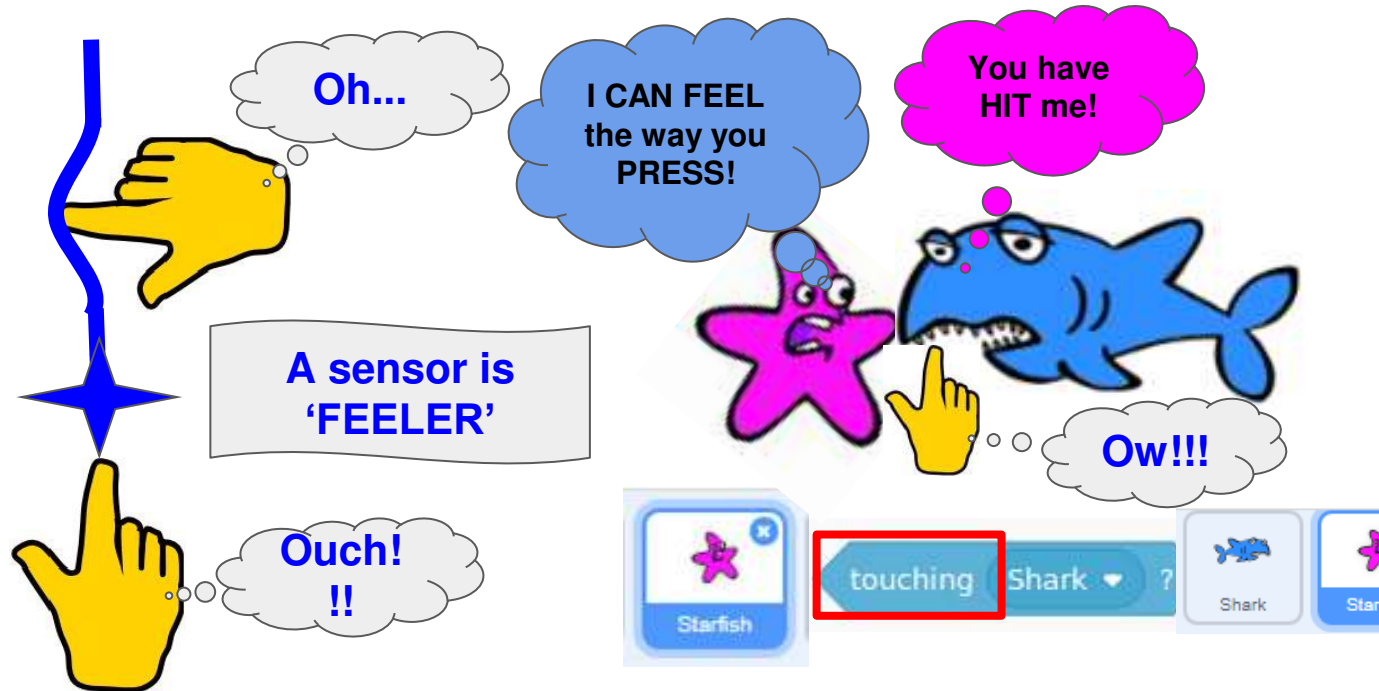 Oh...
I CAN FEEL
the way you
PRESS!
You have
HIT me!
A sensor is
‘FEELER’
Ow!!!
Ouch!
!!
Starfish
touching Shark ?
Shark
Star